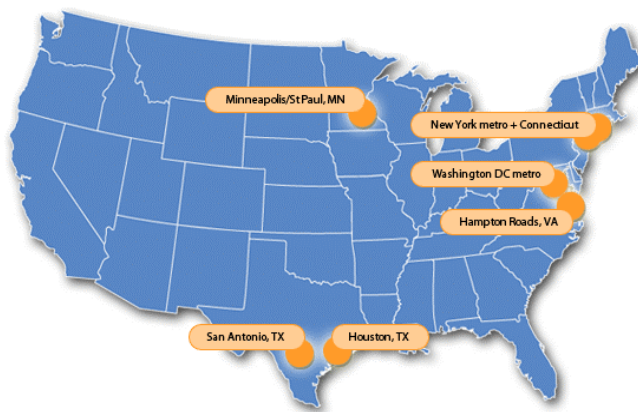 Minneapolis/St Paul, MN
New York metro + Connecticut
Washington DC metro
Hampton Roads, VA
San Antonio, TX
Houston, TX